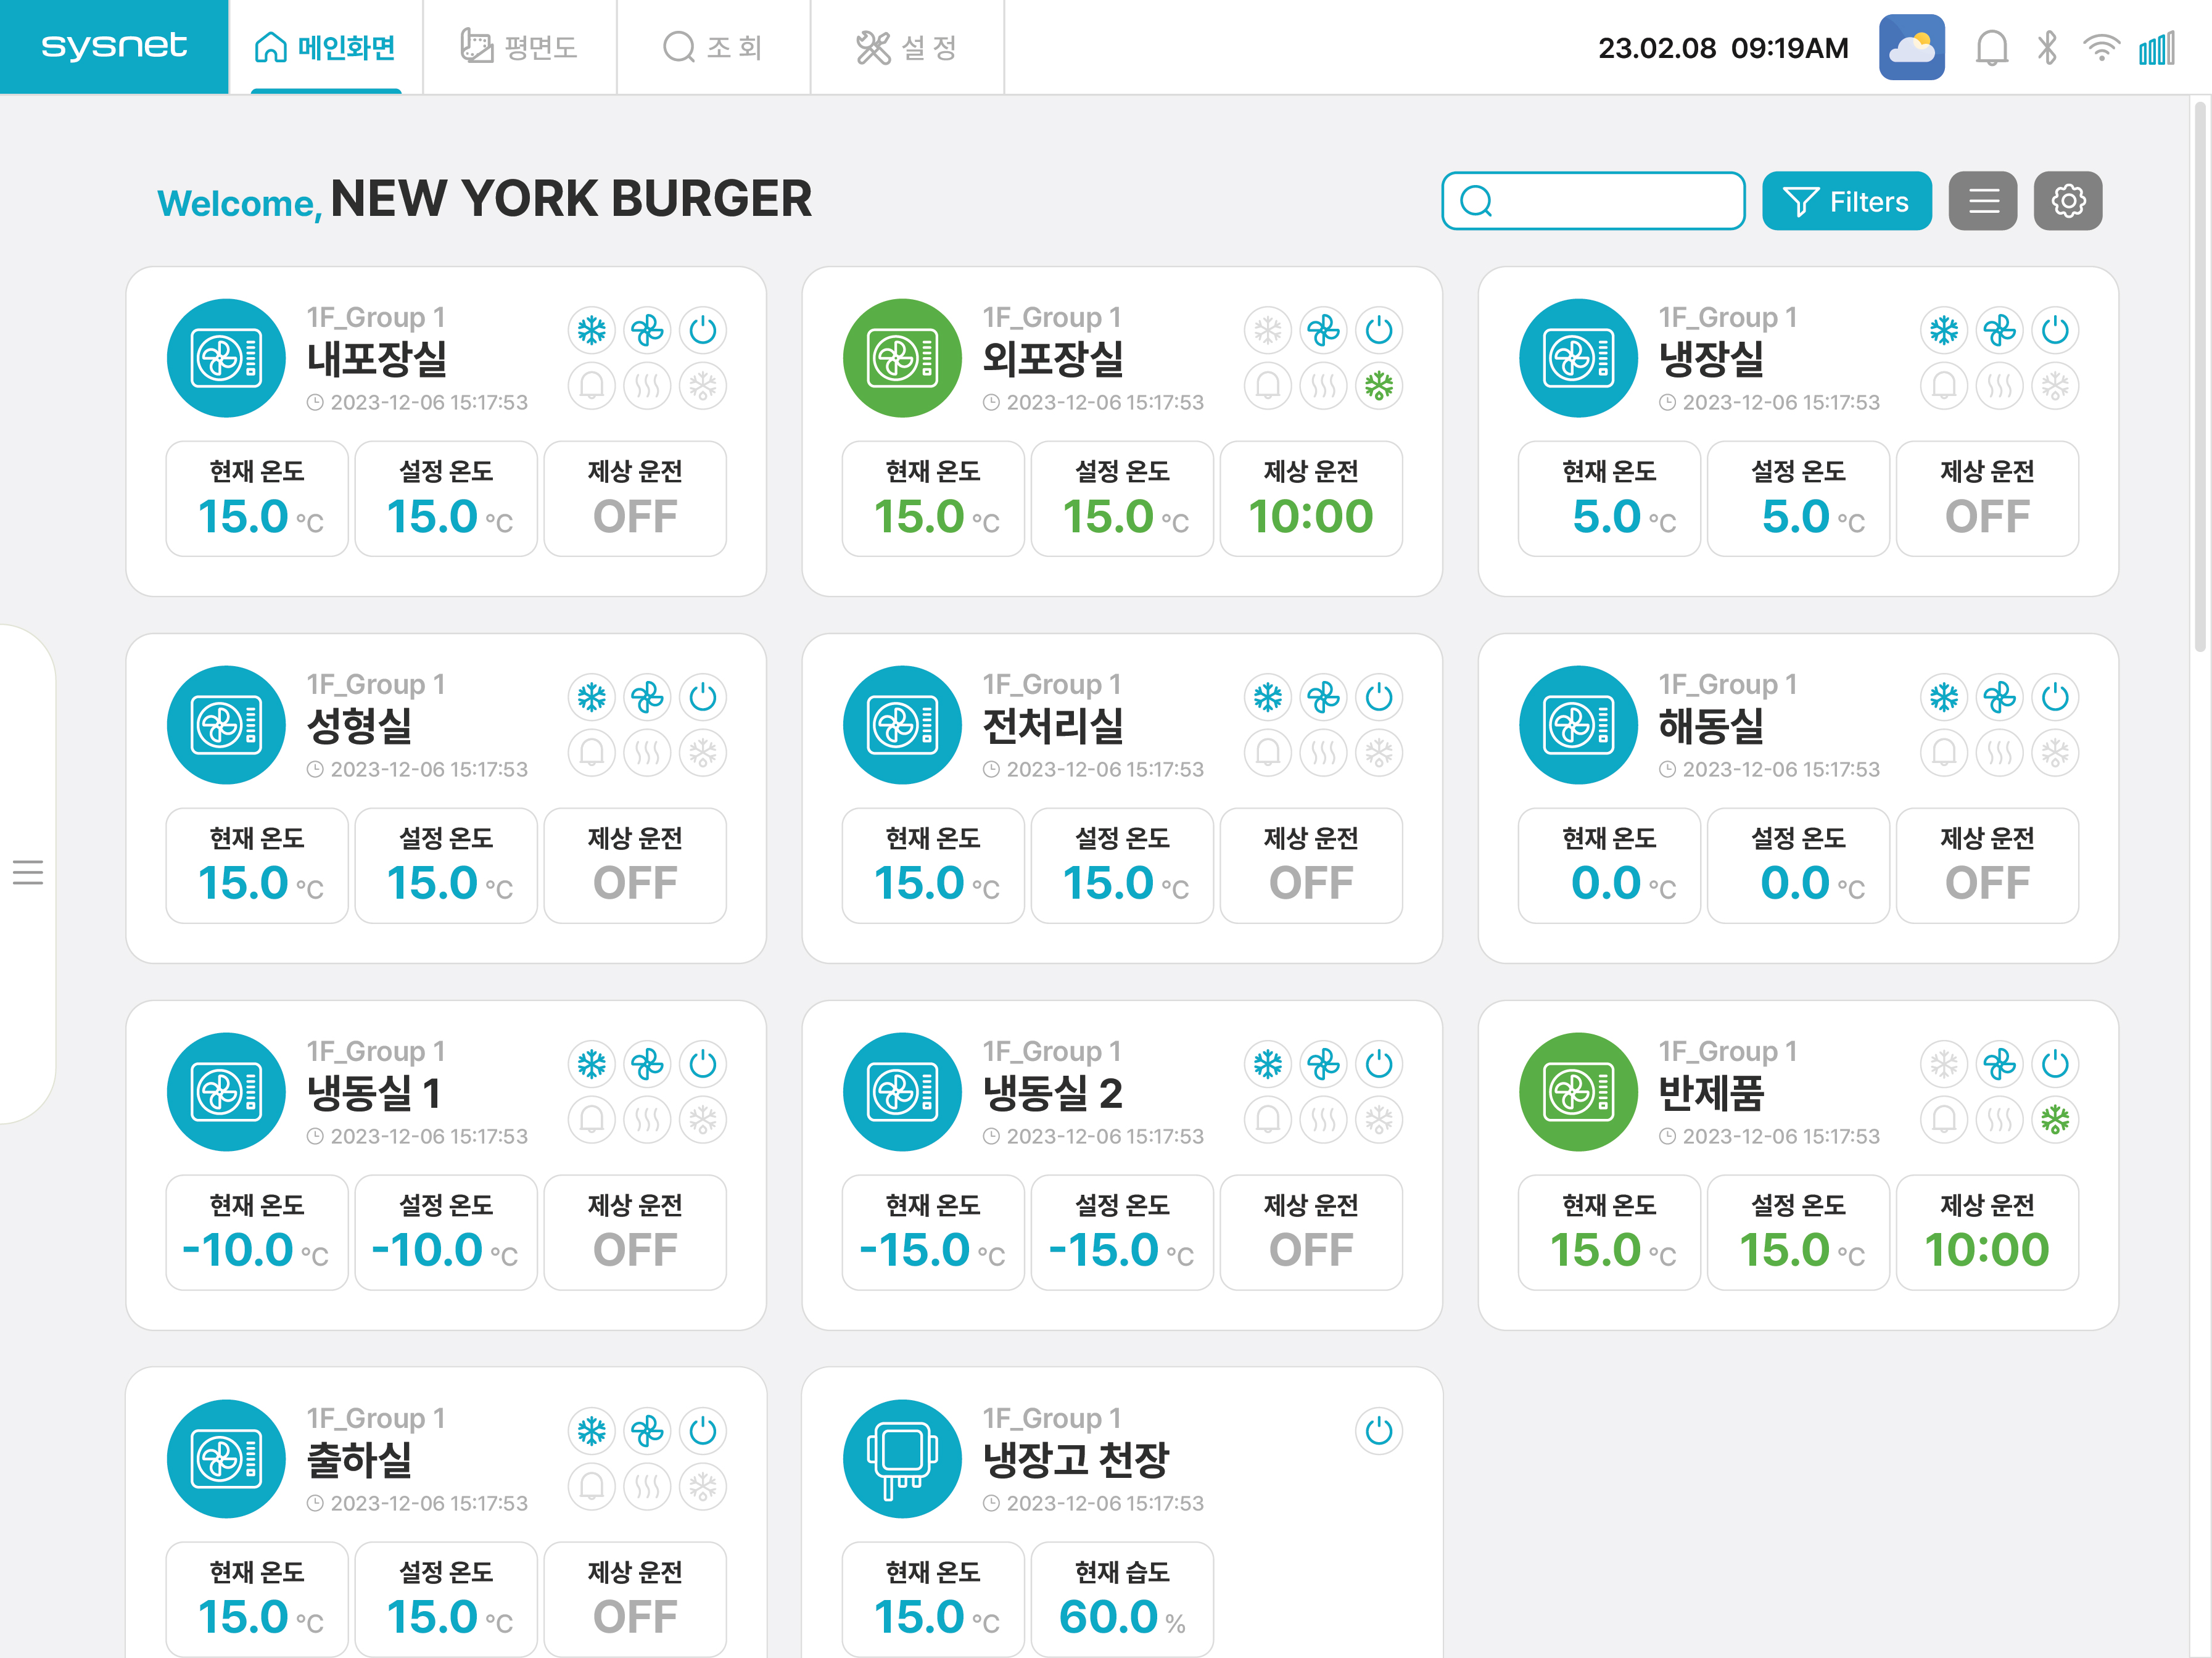 sysnet
메인화면
평면도
조 회
설 정
23.02.08 09:19AM
Welcome, NEW YORK BURGER
Filters
1F_Group 1
내포장실
2023-12-06 15:17:53
현재 온도
15.0 °C
설정 온도
15.0 °C
제상 운전
OFF
1F_Group 1
외포장실
2023-12-06 15:17:53
현재 온도
15.0 °C
설정 온도
15.0 °C
제상 운전
10:00
1F_Group 1
냉장실
2023-12-06 15:17:53
현재 온도
5.0 °C
설정 온도
5.0 °C
제상 운전
OFF
1F_Group 1
성형실
2023-12-06 15:17:53
현재 온도
15.0 °C
설정 온도
15.0 °C
제상 운전
OFF
1F_Group 1
전처리실
2023-12-06 15:17:53
현재 온도
15.0 °C
설정 온도
15.0 °C
제상 운전
OFF
1F_Group 1
해동실
2023-12-06 15:17:53
현재 온도
0.0 °C
설정 온도
0.0 °C
제상 운전
OFF
1F_Group 1
냉동실 1
2023-12-06 15:17:53
현재 온도
-10.0 °C
설정 온도
-10.0 °C
제상 운전
OFF
1F_Group 1
냉동실 2
2023-12-06 15:17:53
현재 온도
-15.0 °C
설정 온도
-15.0 °C
제상 운전
OFF
1F_Group 1
반제품
2023-12-06 15:17:53
현재 온도
15.0 °C
설정 온도
15.0 °C
제상 운전
10:00
1F_Group 1
출하실
2023-12-06 15:17:53
현재 온도
15.0 °C
설정 온도
15.0 °C
제상 운전
OFF
1F_Group 1
냉장고 천장
2023-12-06 15:17:53
현재 온도
15.0 °C
현재 습도
60.0 %